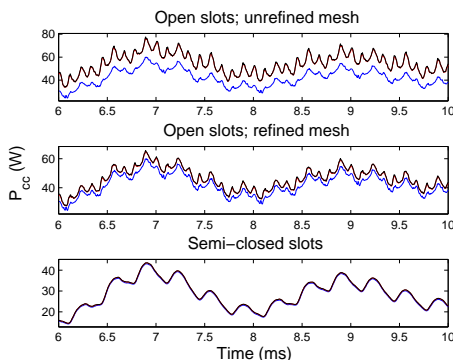 Open slots; unrefined mesh
80
60
40
6 6.5 7 7.5 8 8.5 9 9.5 10
Open slots; refined mesh
60
40
P_cc (W)
6 6.5 7 7.5 8 8.5 9 9.5 10
Semi−closed slots
40
30
20
6 6.5 7 7.5 8 8.5 9 9.5 10
Time (ms)